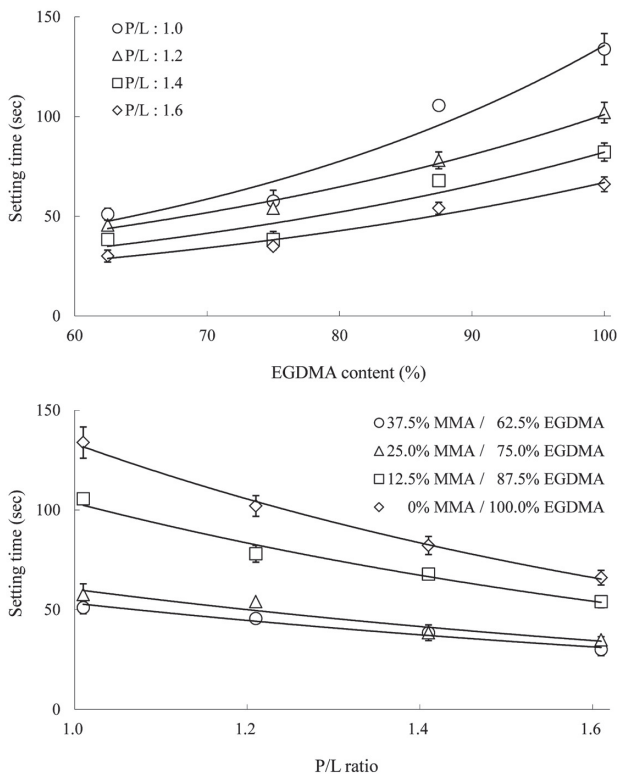 150
P/L : 1.0
P/L : 1.2
P/L : 1.4
P/L : 1.6
100
Setting time (sec)
50
0
60 70 80 90 100
EGDMA content (%)
150
37.5% MMA / 62.5% EGDMA
25.0% MMA / 75.0% EGDMA
12.5% MMA / 87.5% EGDMA
0% MMA / 100.0% EGDMA
100
Setting time (sec)
50
0
1.0 1.2 1.4 1.6
P/L ratio